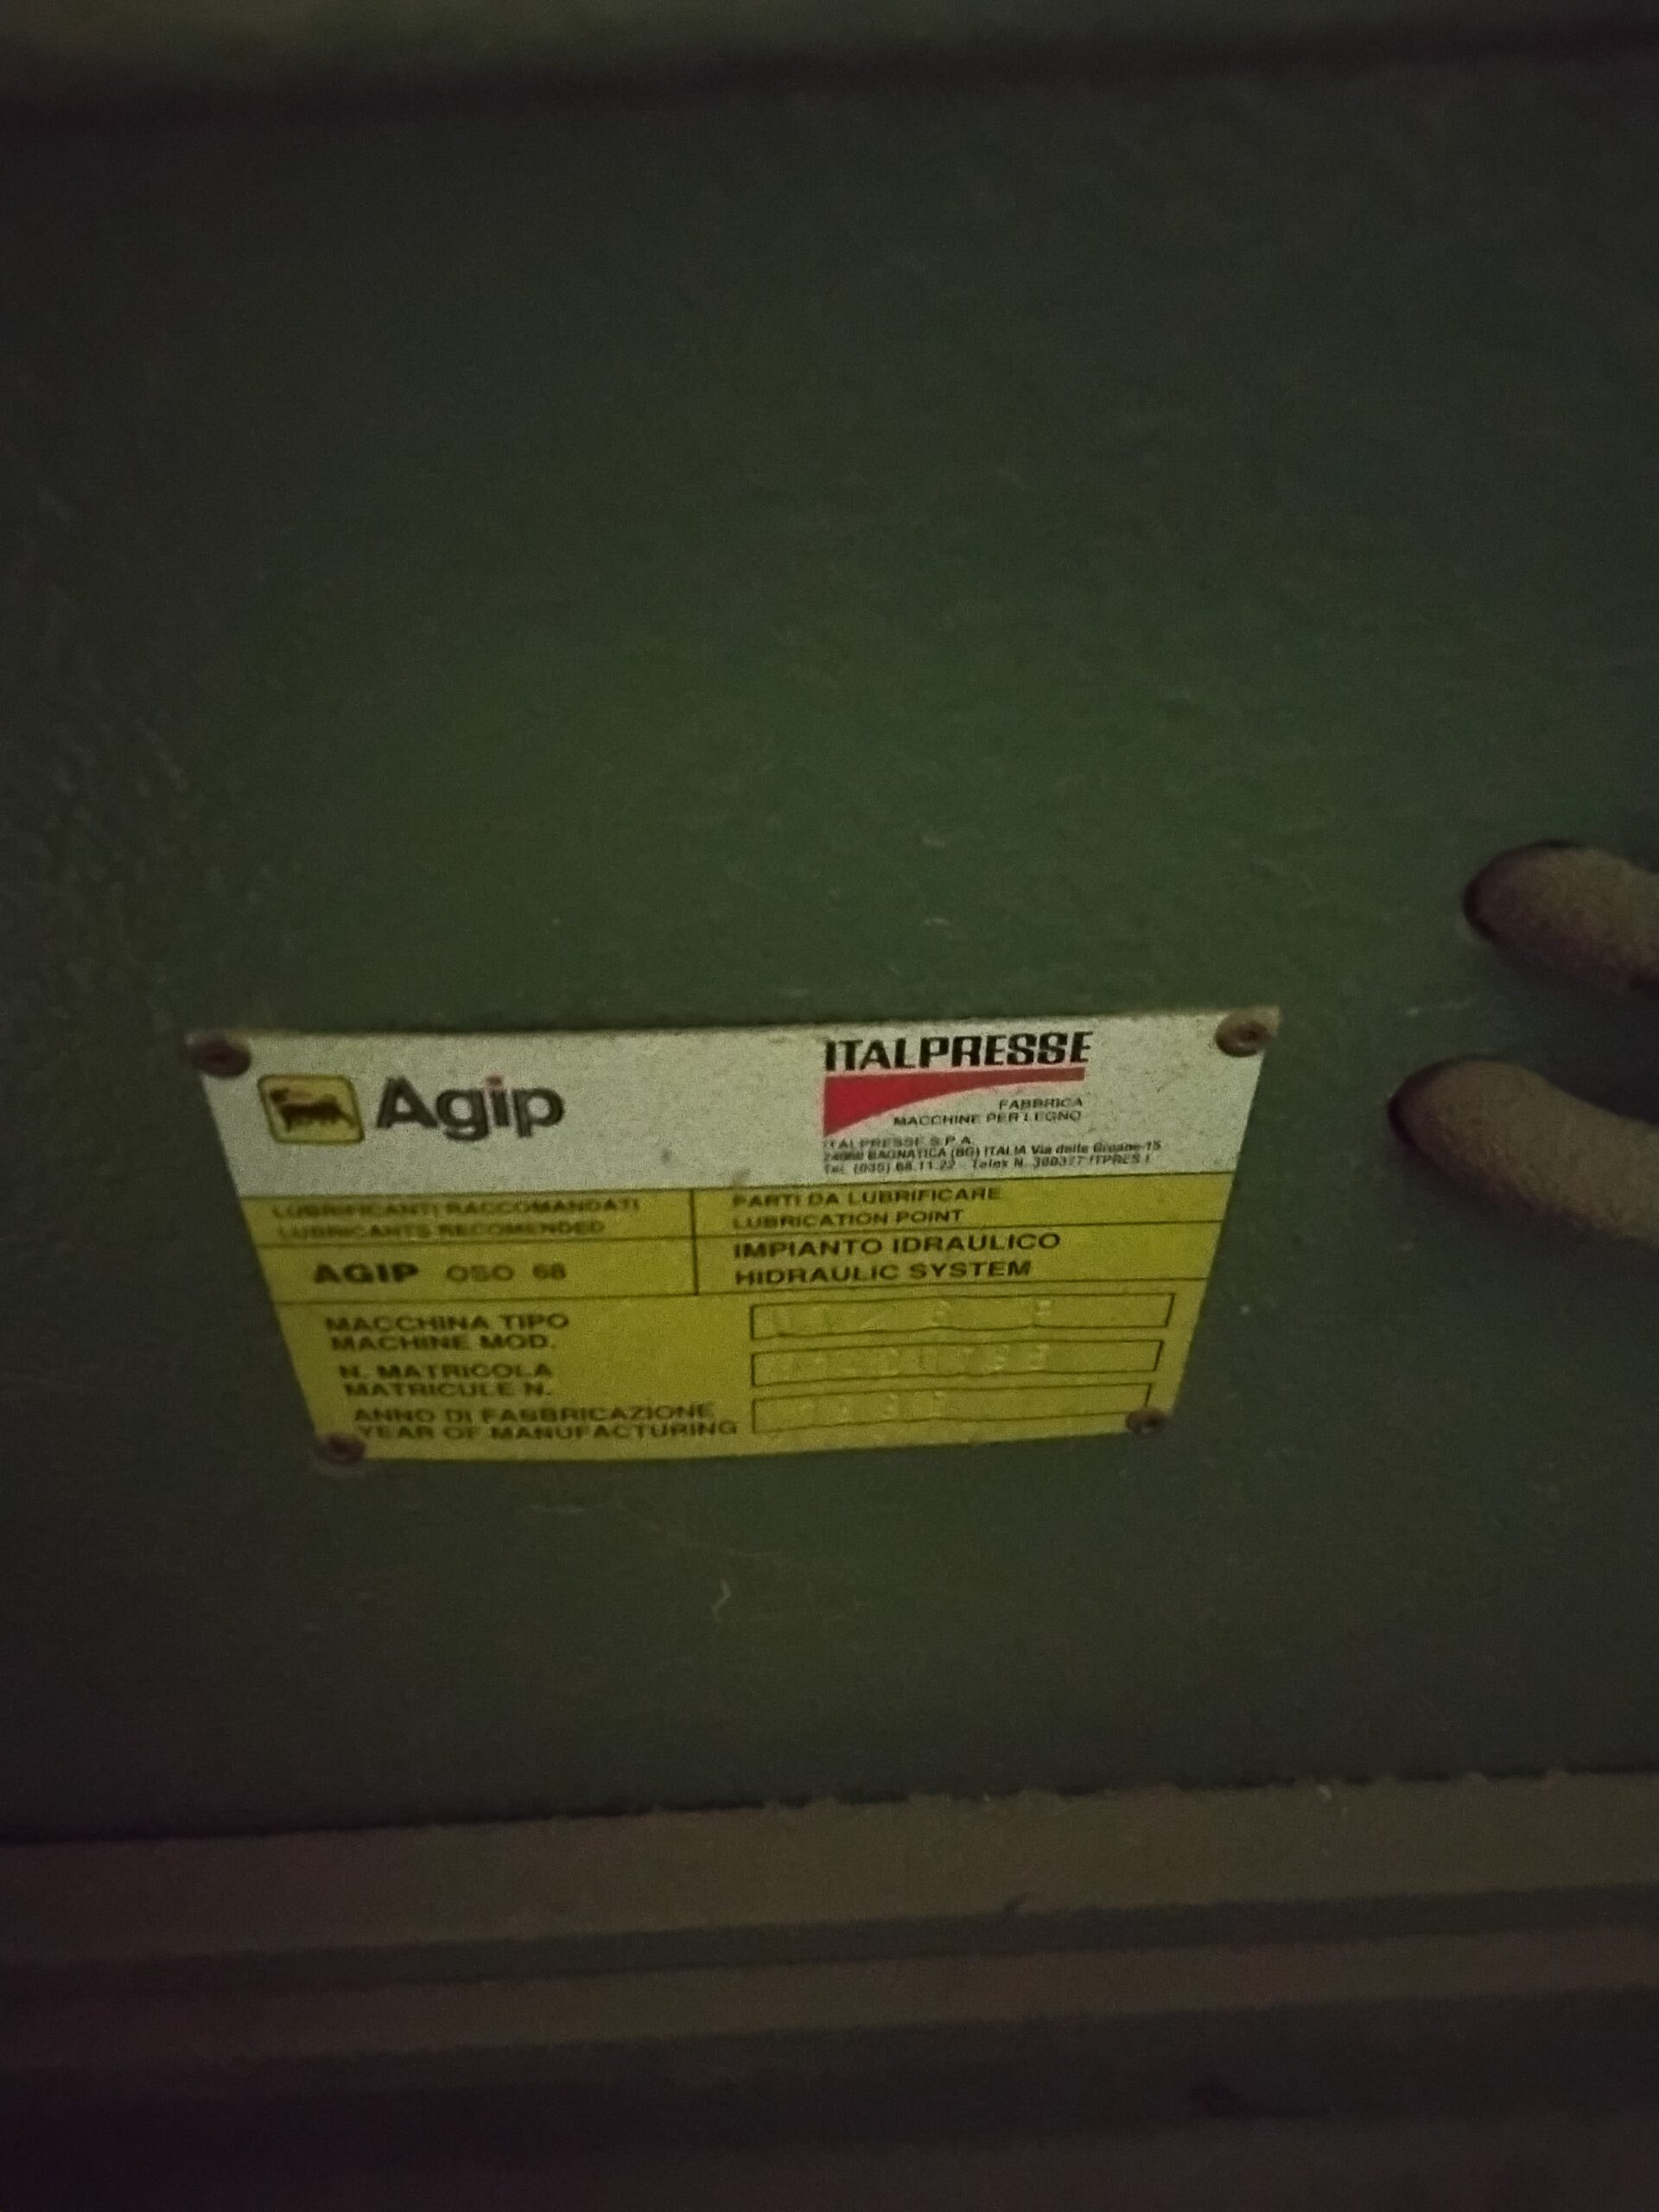 Agip
ITALPRESSE
FABBRICA
MACCHINE PER LEGNO
ITALPRESSE S.P.A.
24060 BAGNATICA (BG) ITALIA Via delle Groane 15
Tel. (035) 68.11.22 Telex N. 300377 ITPRES I
LUBRIFICANTI RACCOMANDATI
LUBRICANTS RECOMENDED
PARTI DA LUBRIFICARE
LUBRICATION POINT
AGIP OSO 68
IMPIANTO IDRAULICO
HIDRAULIC SYSTEM
MACCHINA TIPO
MACHINE MOD.
N. MATRICOLA
MATRICULE N.
ANNO DI FABBRICAZIONE
YEAR OF MANUFACTURING